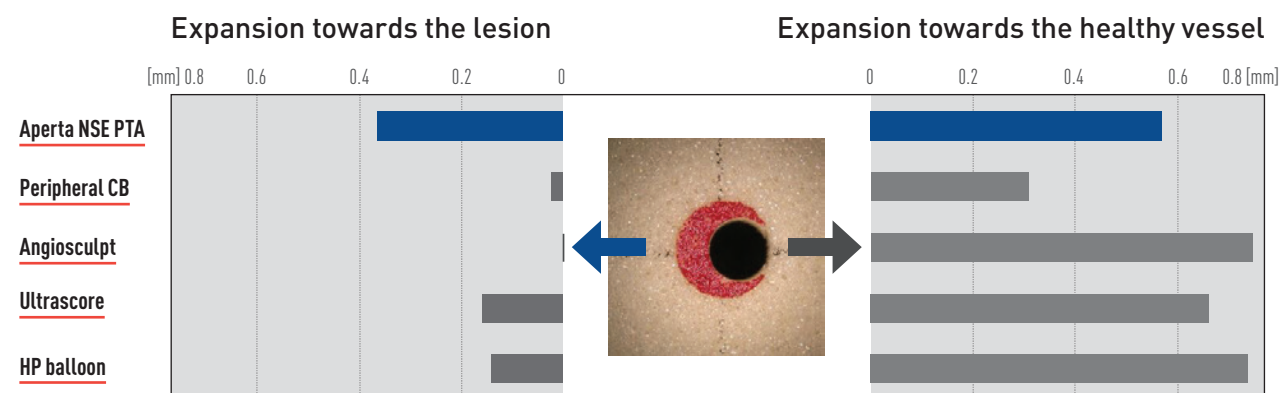 Expansion towards the lesion
Expansion towards the healthy vessel
[mm] 0.8 0.6 0.4 0.2 0
0 0.2 0.4 0.6 0.8 [mm]
Aperta NSE PTA
Peripheral CB
Angiosculpt
Ultrascore
HP balloon